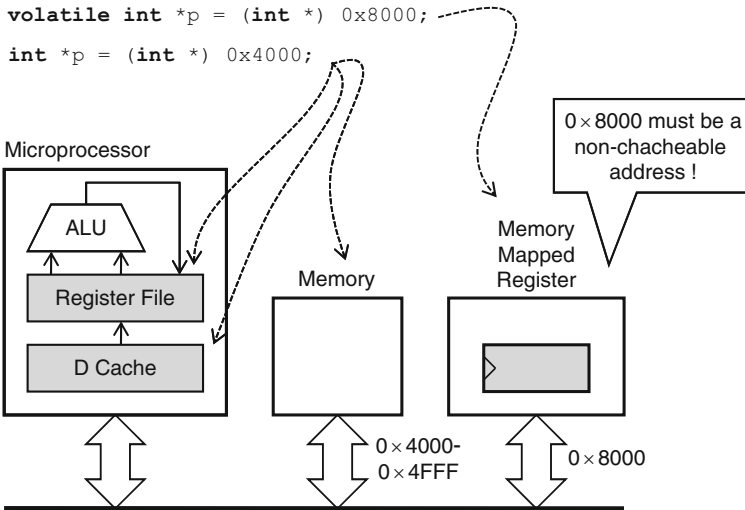 volatile int *p = (int *) 0x8000;
int *p = (int *) 0x4000;
0×8000 must be a
non-chacheable
address !
Microprocessor
ALU
Register File
D Cache
Memory
Memory
Mapped
Register
0×4000-
0×4FFF
0×8000